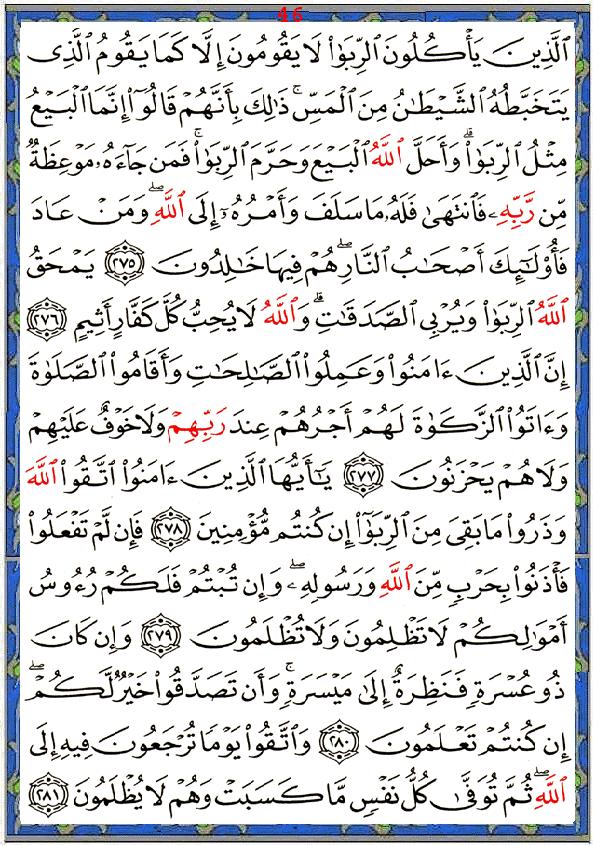 46
ٱلَّذِينَ يَأۡكُلُونَ ٱلرِّبَوٰاْ لَا يَقُومُونَ إِلَّا كَمَا يَقُومُ ٱلَّذِى
يَتَخَبَّطُهُ ٱلشَّيۡطَٰنُ مِنَ ٱلۡمَسِّۚ ذَٰلِكَ بِأَنَّهُمۡ قَالُوٓاْ إِنَّمَا ٱلۡبَيۡعُ
مِثۡلُ ٱلرِّبَوٰاْۗ وَأَحَلَّ ٱللَّهُ ٱلۡبَيۡعَ وَحَرَّمَ ٱلرِّبَوٰاْۚ فَمَن جَآءَهُۥ مَوۡعِظَةٌ
مِّن رَّبِّهِۦ فَٱنتَهَىٰ فَلَهُۥ مَا سَلَفَ وَأَمۡرُهُۥٓ إِلَى ٱللَّهِۖ وَمَنۡ عَادَ
فَأُوْلَٰٓئِكَ أَصۡحَٰبُ ٱلنَّارِۖ هُمۡ فِيهَا خَٰلِدُونَ ٢٧٥ يَمۡحَقُ
ٱللَّهُ ٱلرِّبَوٰاْ وَيُرۡبِى ٱلصَّدَقَٰتِۗ وَٱللَّهُ لَا يُحِبُّ كُلَّ كَفَّارٍ أَثِيمٍ ٢٧٦
إِنَّ ٱلَّذِينَ ءَامَنُواْ وَعَمِلُواْ ٱلصَّٰلِحَٰتِ وَأَقَامُواْ ٱلصَّلَوٰةَ
وَءَاتَوُاْ ٱلزَّكَوٰةَ لَهُمۡ أَجۡرُهُمۡ عِندَ رَبِّهِمۡ وَلَا خَوۡفٌ عَلَيۡهِمۡ
وَلَا هُمۡ يَحۡزَنُونَ ٢٧٧ يَٰٓأَيُّهَا ٱلَّذِينَ ءَامَنُواْ ٱتَّقُواْ ٱللَّهَ
وَذَرُواْ مَا بَقِىَ مِنَ ٱلرِّبَوٰٓاْ إِن كُنتُم مُّؤۡمِنِينَ ٢٧٨ فَإِن لَّمۡ تَفۡعَلُواْ
فَأۡذَنُواْ بِحَرۡبٍ مِّنَ ٱللَّهِ وَرَسُولِهِۦۖ وَإِن تُبۡتُمۡ فَلَكُمۡ رُءُوسُ
أَمۡوَٰلِكُمۡ لَا تَظۡلِمُونَ وَلَا تُظۡلَمُونَ ٢٧٩ وَإِن كَانَ
ذُو عُسۡرَةٍ فَنَظِرَةٌ إِلَىٰ مَيۡسَرَةٍۚ وَأَن تَصَدَّقُواْ خَيۡرٌ لَّكُمۡۖ
إِن كُنتُمۡ تَعۡلَمُونَ ٢٨٠ وَٱتَّقُواْ يَوۡمًا تُرۡجَعُونَ فِيهِ إِلَى
ٱللَّهِۖ ثُمَّ تُوَفَّىٰ كُلُّ نَفۡسٍ مَّا كَسَبَتۡ وَهُمۡ لَا يُظۡلَمُونَ ٢٨١